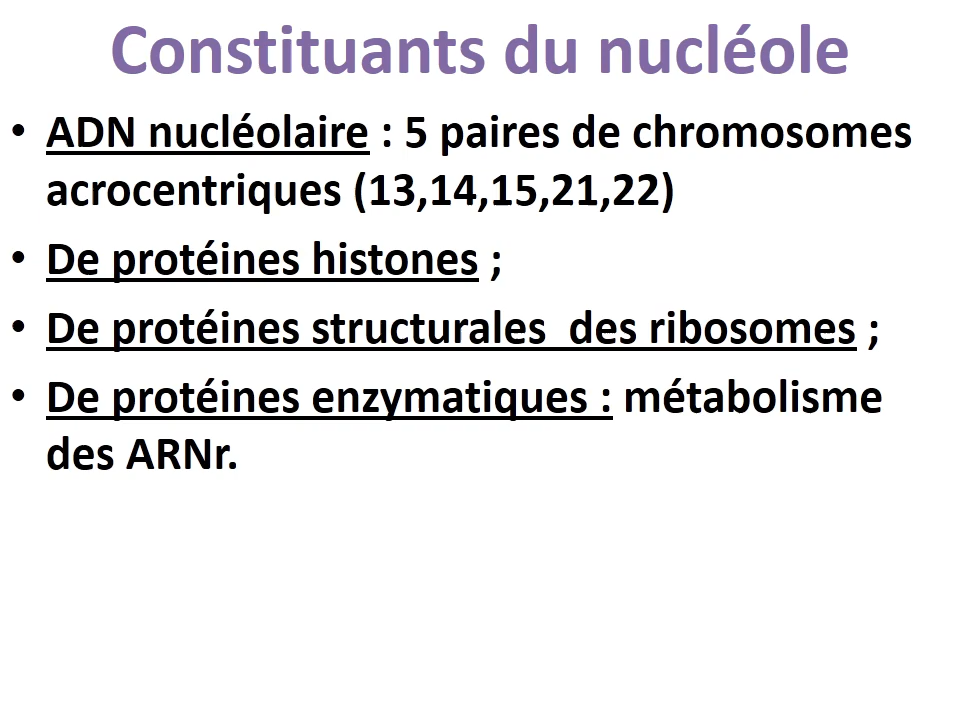 Constituants du nucléole
• ADN nucléolaire : 5 paires de chromosomes
acrocentriques (13,14,15,21,22)
• De protéines histones ;
• De protéines structurales  des ribosomes ;
• De protéines enzymatiques : métabolisme
des ARNr.